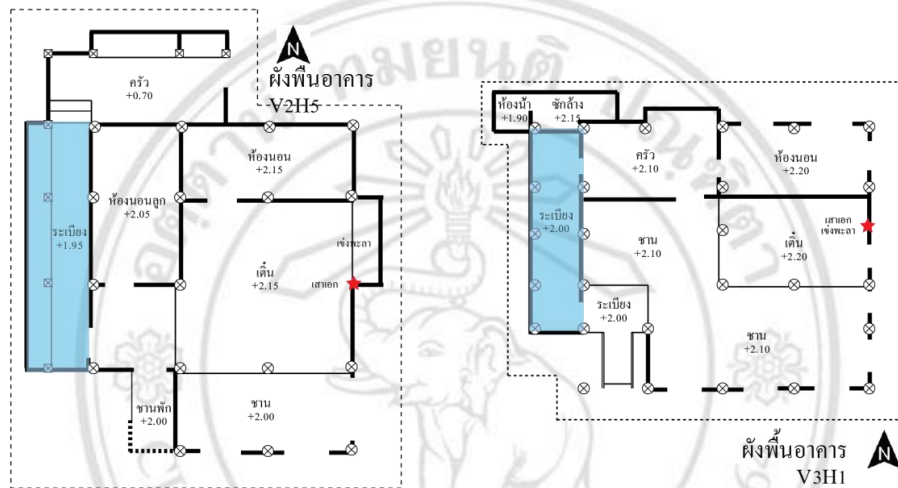 N
ผังพื้นอาคาร
V2H5
ครัว
+0.70
ห้องนอน
+2.15
ห้องนอนลูก
+2.05
ระเบียง
+1.95
เข่งพะลา
เติ๋น
+2.15
เสาเอก
ชานพัก
+2.00
ชาน
+2.00
ห้องน้ำ
+1.90
ซักล้าง
+2.15
ครัว
+2.10
ห้องนอน
+2.20
ระเบียง
+2.00
ชาน
+2.10
เติ๋น
+2.20
เสาเอก
เข่งพะลา
ระเบียง
+2.00
ชาน
+2.10
ผังพื้นอาคาร
V3H1
N